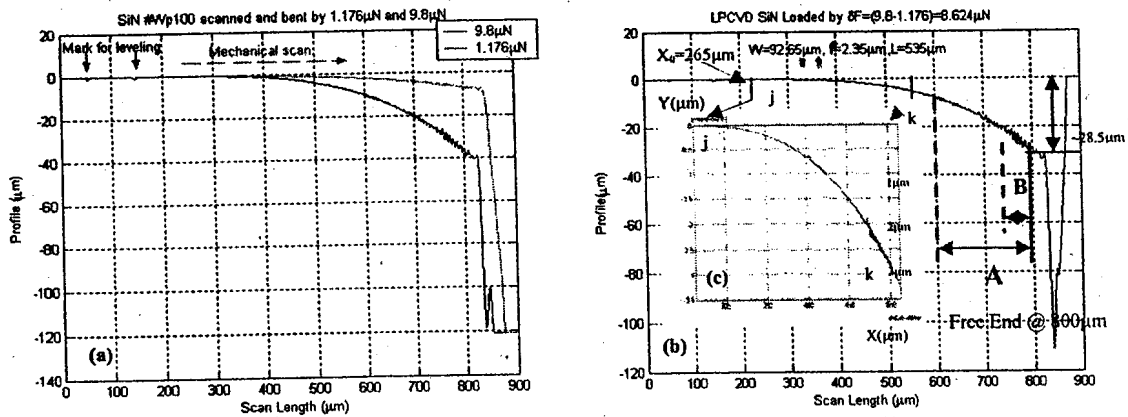 SiN #Wp100 scanned and bent by 1.176μN and 9.8μN
9.8μN
1.176μN
Mark for leveling
Mechanical scan
20
0
-20
-40
-60
-80
-100
-120
-140
Profile (μm)
(a)
0 100 200 300 400 500 600 700 800 900
Scan Length (μm)
LPCVD SiN Loaded by δF=(9.8-1.176)=8.624μN
W=92.65μm, t=2.35μm, L=535μm
X₀=265μm
Y(μm)
j
k
20
0
-20
-40
-60
-80
-100
-120
Profile(μm)
~28.5μm
j
1μm
2μm
k
(c)
B
A
X(μm)
Free End @ 800μm
(b)
0 100 200 300 400 500 600 700 800 900
Scan Length (μm)